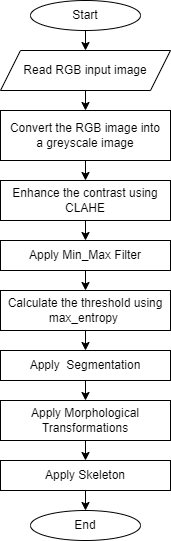 Start
Read RGB input image
Convert the RGB image into
a greyscale image
Enhance the contrast using
CLAHE
Apply Min_Max Filter
Calculate the threshold using
max_entropy
Apply  Segmentation
Apply Morphological
Transformations
Apply Skeleton
End